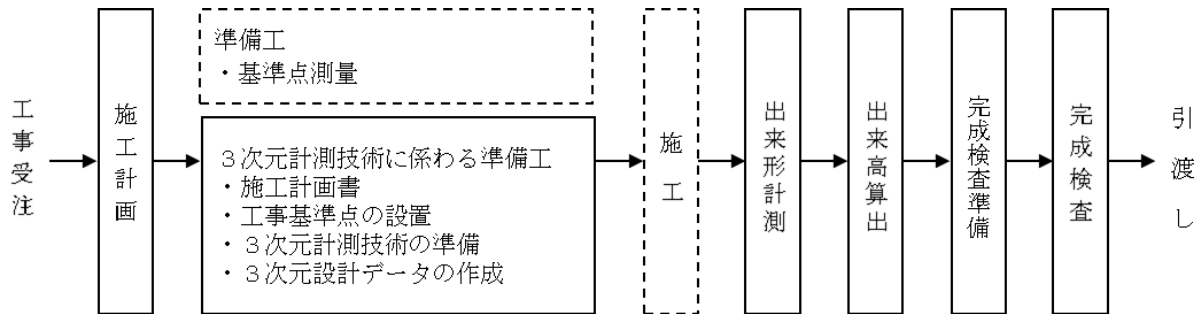 工事受注
施工計画
準備工
・基準点測量
３次元計測技術に係わる準備工
・施工計画書
・工事基準点の設置
・３次元計測技術の準備
・３次元設計データの作成
施工
出来形計測
出来高算出
完成検査準備
完成検査
引渡し